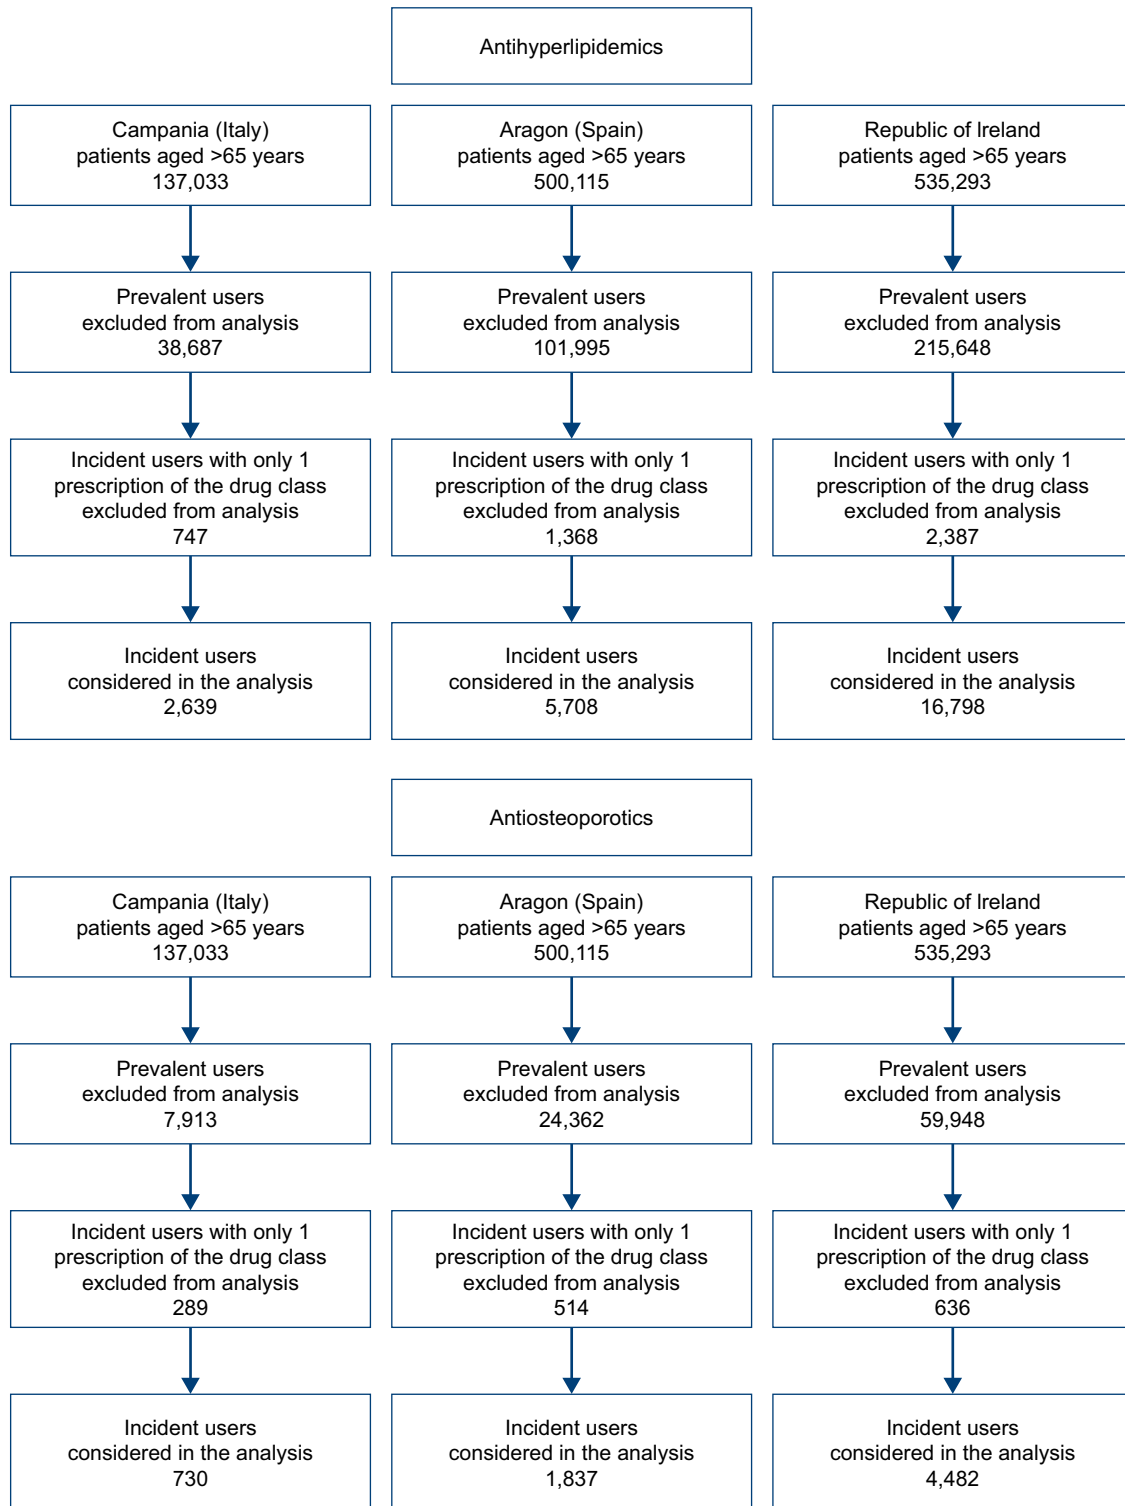 Antihyperlipidemics
Campania (Italy)
patients aged >65 years
137,033
Aragon (Spain)
patients aged >65 years
500,115
Republic of Ireland
patients aged >65 years
535,293
Prevalent users
excluded from analysis
38,687
Prevalent users
excluded from analysis
101,995
Prevalent users
excluded from analysis
215,648
Incident users with only 1
prescription of the drug class
excluded from analysis
747
Incident users with only 1
prescription of the drug class
excluded from analysis
1,368
Incident users with only 1
prescription of the drug class
excluded from analysis
2,387
Incident users
considered in the analysis
2,639
Incident users
considered in the analysis
5,708
Incident users
considered in the analysis
16,798
Antiosteoporotics
Campania (Italy)
patients aged >65 years
137,033
Aragon (Spain)
patients aged >65 years
500,115
Republic of Ireland
patients aged >65 years
535,293
Prevalent users
excluded from analysis
7,913
Prevalent users
excluded from analysis
24,362
Prevalent users
excluded from analysis
59,948
Incident users with only 1
prescription of the drug class
excluded from analysis
289
Incident users with only 1
prescription of the drug class
excluded from analysis
514
Incident users with only 1
prescription of the drug class
excluded from analysis
636
Incident users
considered in the analysis
730
Incident users
considered in the analysis
1,837
Incident users
considered in the analysis
4,482